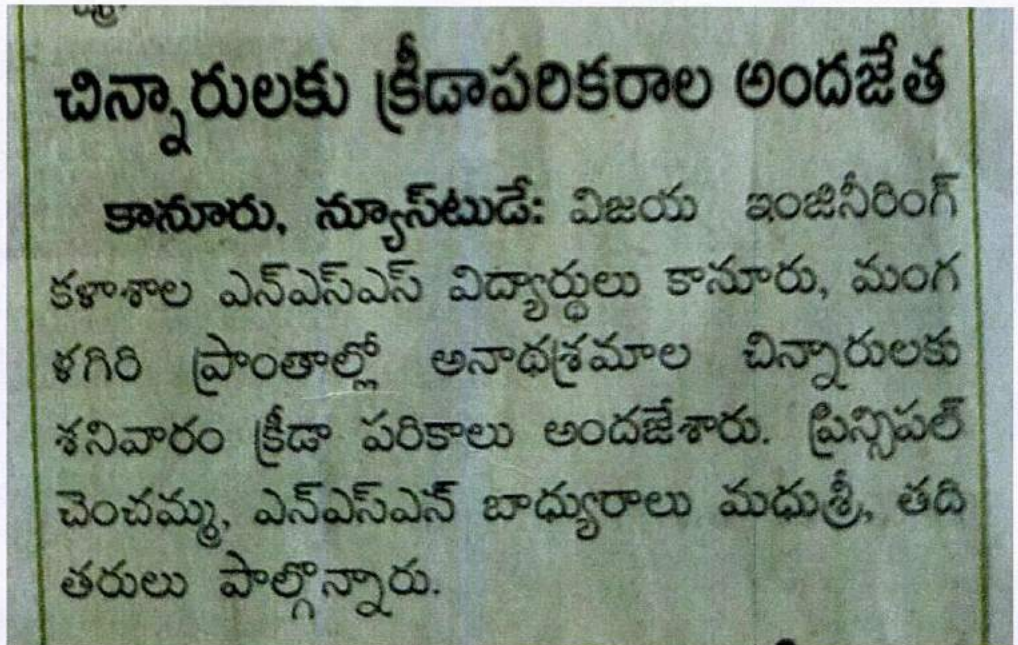 చిన్నారులకు క్రీడాపరికరాల అందజేత
కానూరు, న్యూస్‌టుడే: విజయ ఇంజినీరింగ్
కళాశాల ఎన్ఎస్ఎస్ విద్యార్థులు కానూరు, మంగ
ళగిరి ప్రాంతాల్లో అనాథశ్రమాల చిన్నారులకు
శనివారం క్రీడా పరికాలు అందజేశారు. ప్రిన్సిపల్
చెంచమ్మ, ఎన్ఎస్ఎన్ బాధ్యురాలు మధుశ్రీ, తది
తరులు పాల్గొన్నారు.